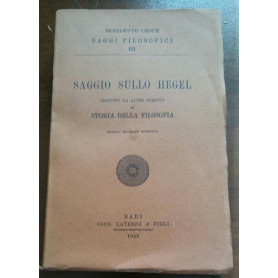 BENEDETTO CROCE
SAGGI FILOSOFICI
III
SAGGIO SULLO HEGEL
SEGUITO DA ALTRI SCRITTI
DI
STORIA DELLA FILOSOFIA
BARI
GIUS. LATERZA & FIGLI
1948